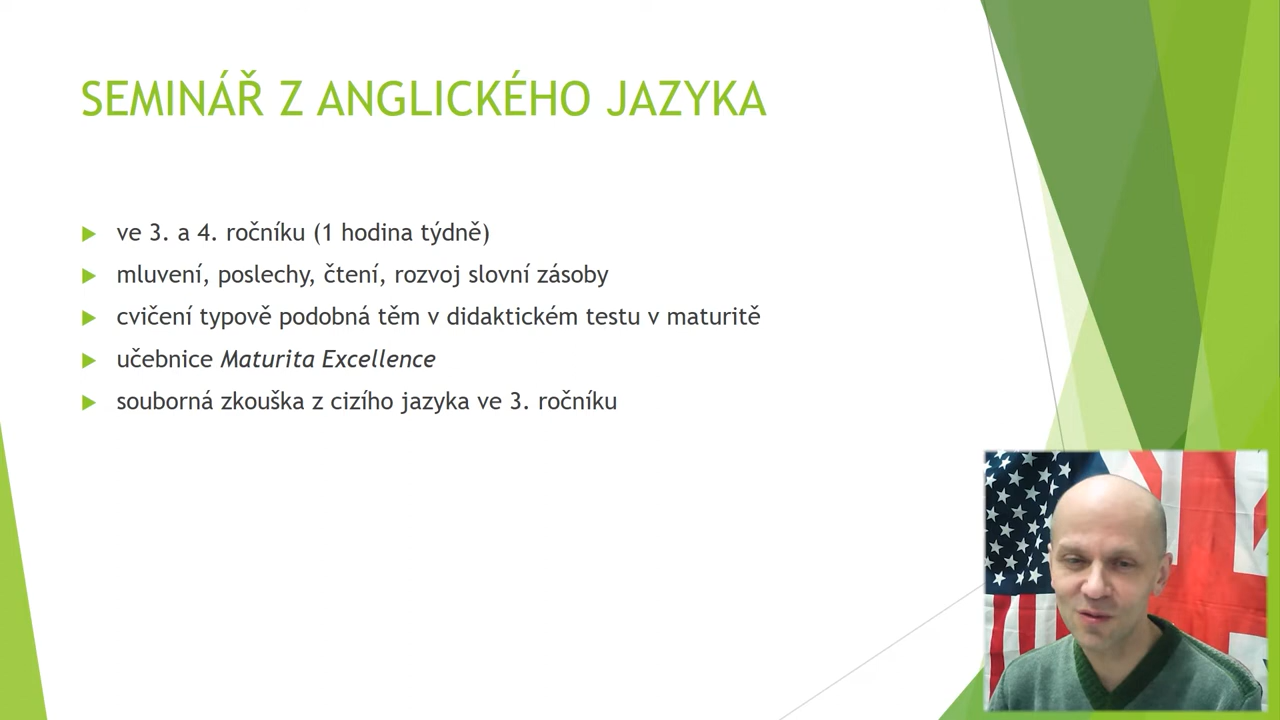 SEMINÁŘ Z ANGLICKÉHO JAZYKA
ve 3. a 4. ročníku (1 hodina týdně)
mluvení, poslechy, čtení, rozvoj slovní zásoby
cvičení typově podobná těm v didaktickém testu v maturitě
učebnice Maturita Excellence
souborná zkouška z cizího jazyka ve 3. ročníku